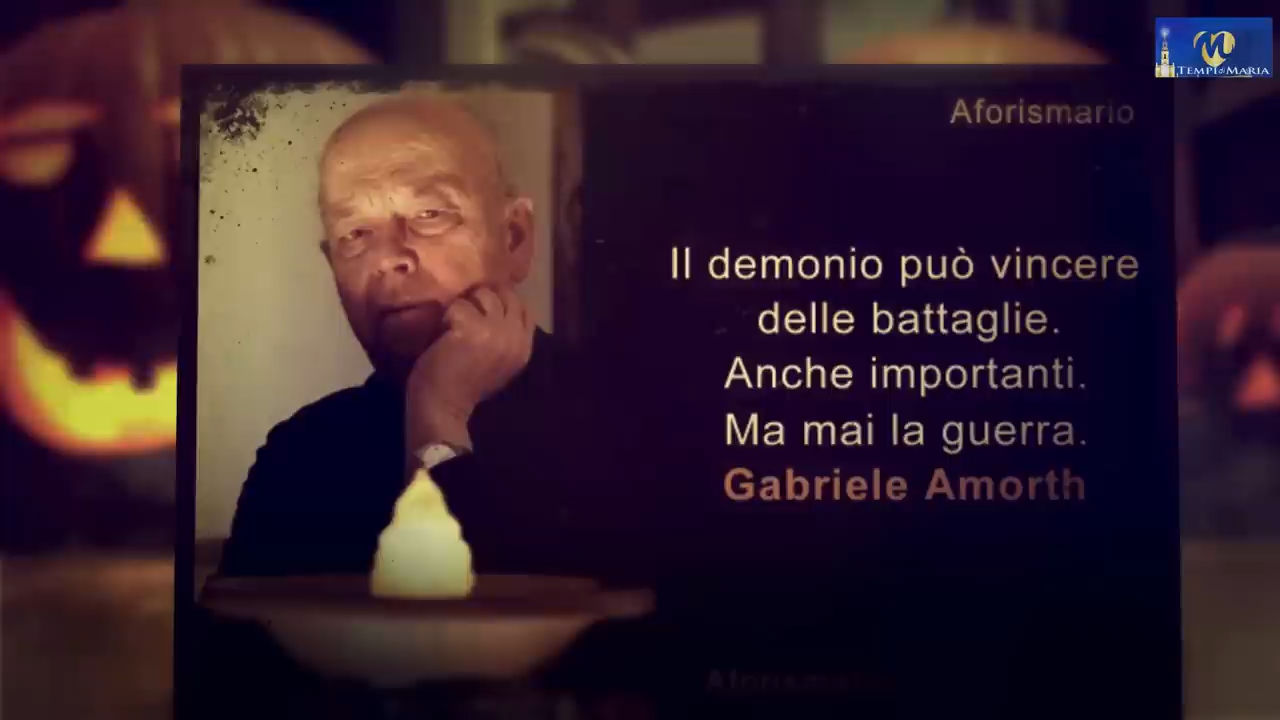 TEMPI di MARIA
Aforismario
Il demonio può vincere
delle battaglie.
Anche importanti.
Ma mai la guerra.
Gabriele Amorth